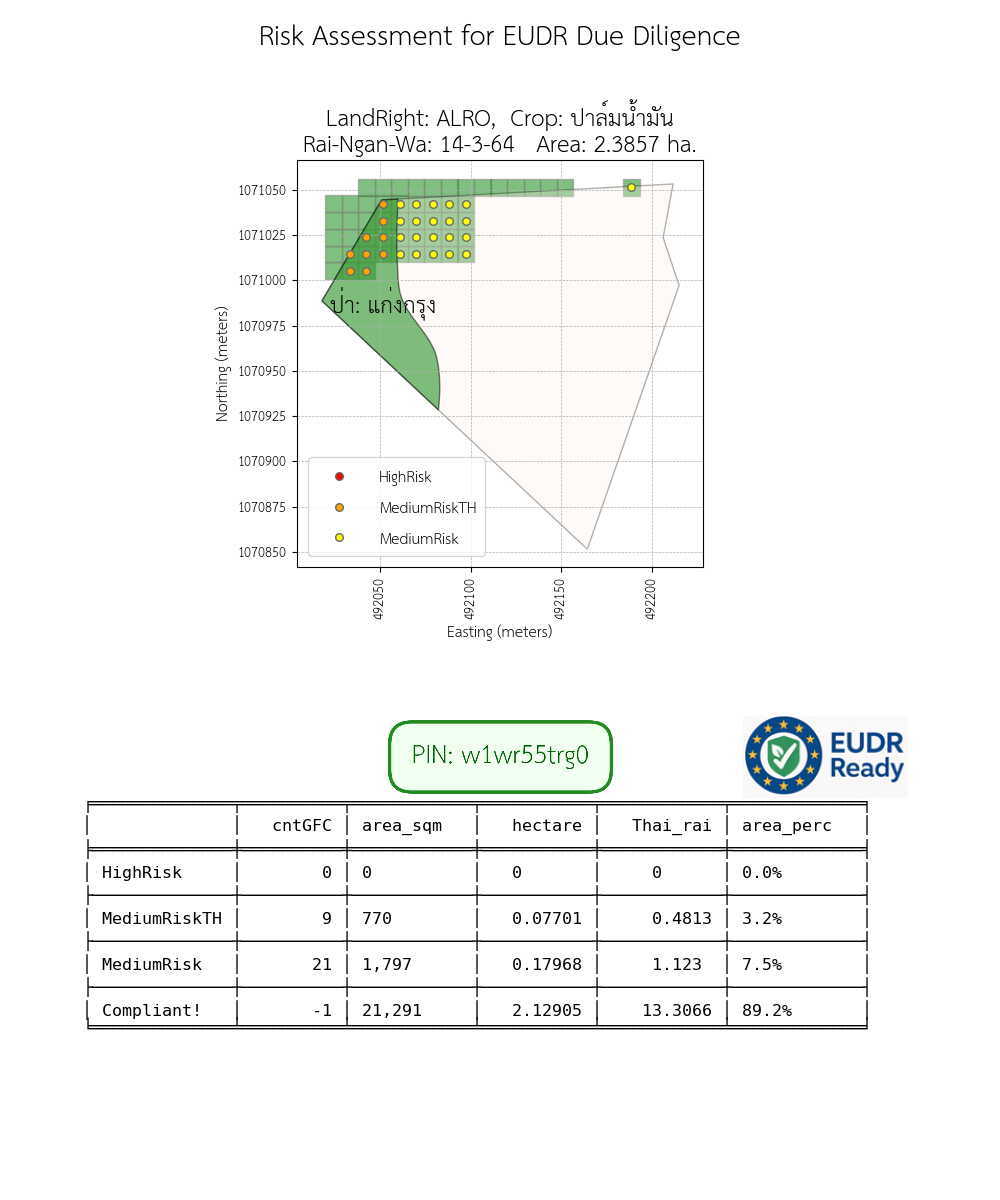 Risk Assessment for EUDR Due Diligence
LandRight: ALRO,  Crop: ปาล์มน้ำมัน
Rai-Ngan-Wa: 14-3-64   Area: 2.3857 ha.
1071050
1071025
1071000
1070975
1070950
1070925
1070900
1070875
1070850
Northing (meters)
ป่า: แก่งกรุง
HighRisk
MediumRiskTH
MediumRisk
492050
492100
492150
492200
Easting (meters)
PIN: w1wr55trg0
EUDR
Ready
cntGFC area_sqm hectare Thai_rai area_perc
HighRisk 0 0 0 0 0.0%
MediumRiskTH 9 770 0.07701 0.4813 3.2%
MediumRisk 21 1,797 0.17968 1.123 7.5%
Compliant! -1 21,291 2.12905 13.3066 89.2%